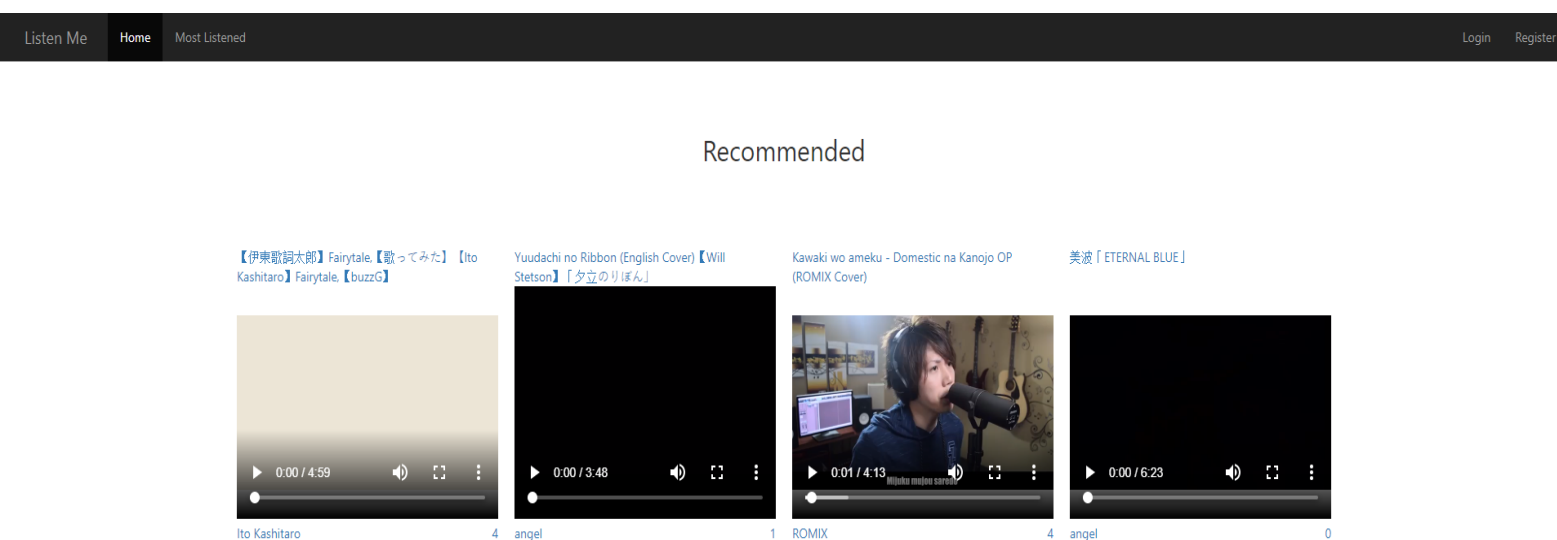 Listen Me Home Most Listened Login Register
Recommended
【伊東歌詞太郎】Fairytale,【歌ってみた】【Ito
Kashitaro】Fairytale,【buzzG】
Yuudachi no Ribbon (English Cover)【Will
Stetson】「夕立のりぼん」
Kawaki wo ameku - Domestic na Kanojo OP
(ROMIX Cover)
美波「ETERNAL BLUE」
0:00 / 4:59
0:00 / 3:48
0:01 / 4:13
Mijuku mujou saredo
0:00 / 6:23
Ito Kashitaro 4
angel 1
ROMIX 4
angel 0